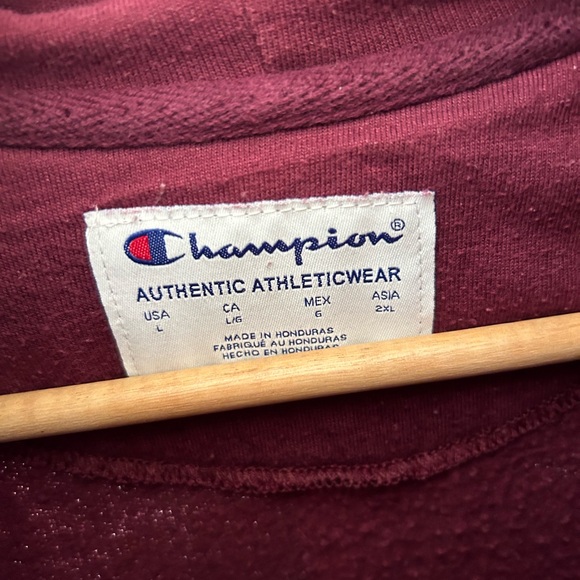 Champion®
AUTHENTIC ATHLETICWEAR
USA CA MEX ASIA
L L/G G 2XL
MADE IN HONDURAS
FABRIQUÉ AU HONDURAS
HECHO EN HONDURAS